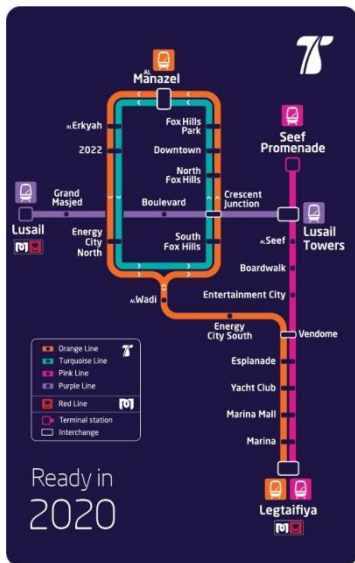 AL
Manazel
AL Erkyah
2022
Fox Hills
Park
Downtown
North
Fox Hills
Seef
Promenade
Grand
Masjed
Boulevard
Crescent
Junction
Lusail
Lusail
Towers
Energy
City
North
South
Fox Hills
AL Seef
Boardwalk
AL Wadi
Entertainment City
Energy
City South
Vendome
Orange Line
Turquoise Line
Pink Line
Purple Line
Red Line
Terminal station
Interchange
Esplanade
Yacht Club
Marina Mall
Marina
Ready in
2020
Legtaifiya